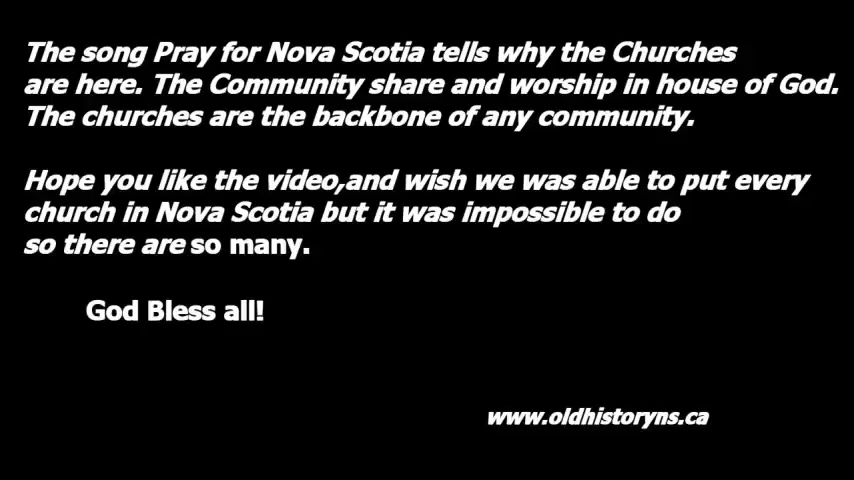 The song Pray for Nova Scotia tells why the Churches
are here. The Community share and worship in house of God.
The churches are the backbone of any community.
Hope you like the video,and wish we was able to put every
church in Nova Scotia but it was impossible to do
so there are so many.
God Bless all!
www.oldhistoryns.ca